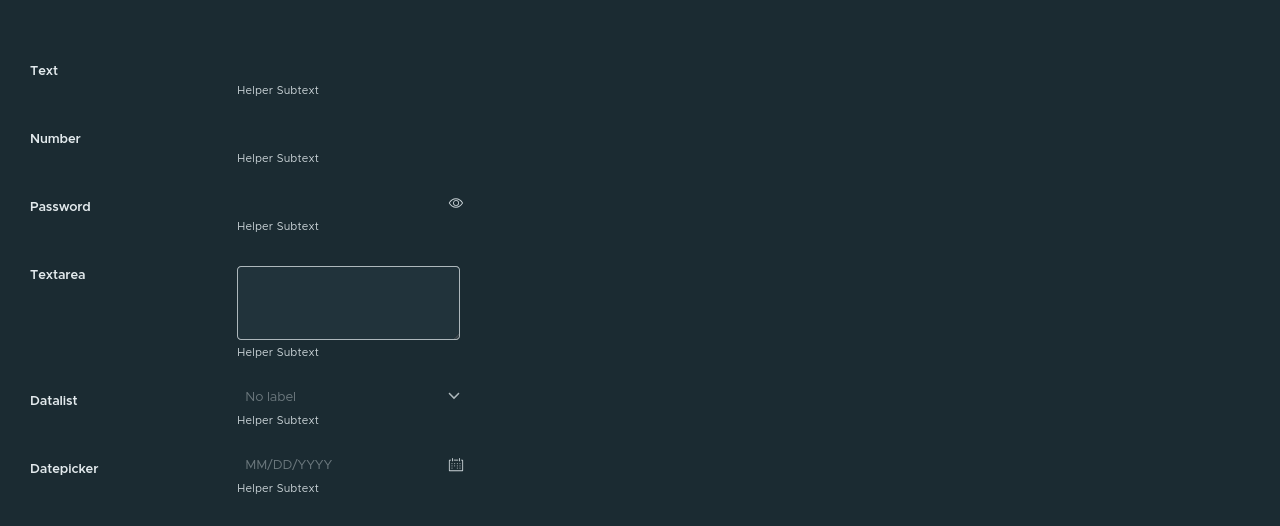 Text
Helper Subtext
Number
Helper Subtext
Password
Helper Subtext
Textarea
Helper Subtext
Datalist
No label
Helper Subtext
Datepicker
MM/DD/YYYY
Helper Subtext